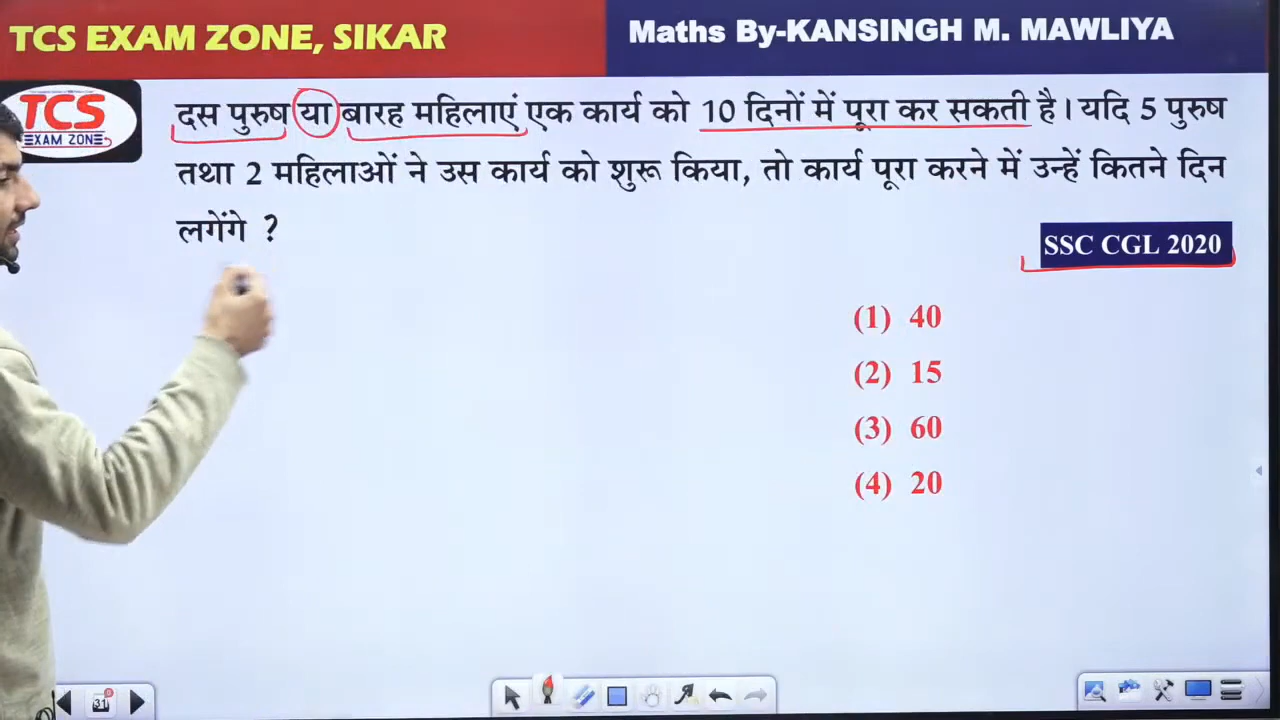 TCS EXAM ZONE, SIKAR
Maths By-KANSINGH M. MAWLIYA
TCS
EXAM ZONE
दस पुरुष या बारह महिलाएं एक कार्य को 10 दिनों में पूरा कर सकती है। यदि 5 पुरुष
तथा 2 महिलाओं ने उस कार्य को शुरू किया, तो कार्य पूरा करने में उन्हें कितने दिन
लगेंगे ?
SSC CGL 2020
(1) 40
(2) 15
(3) 60
(4) 20
31